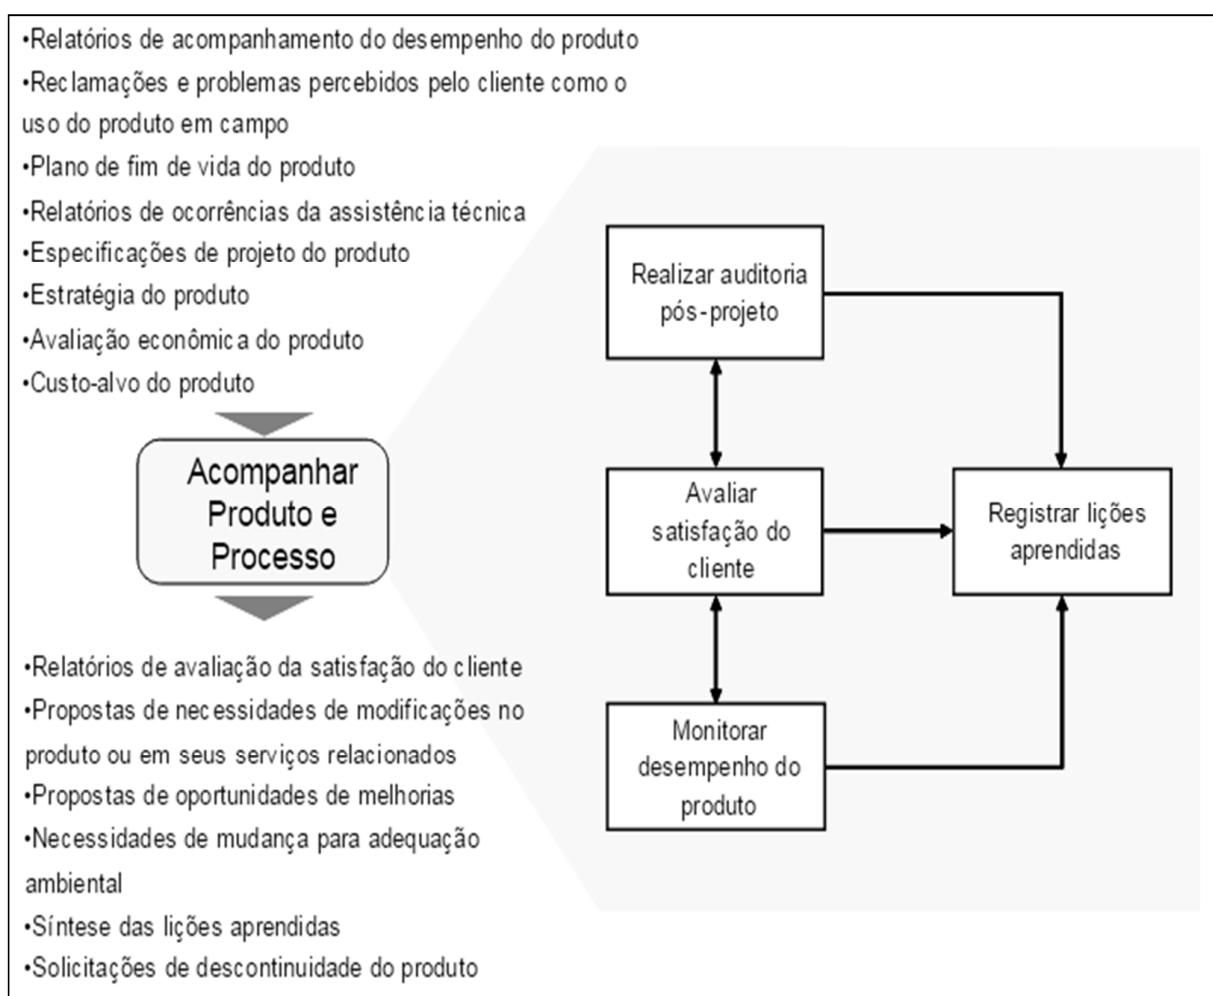 •Relatórios de acompanhamento do desempenho do produto
•Reclamações e problemas percebidos pelo cliente como o
uso do produto em campo
•Plano de fim de vida do produto
•Relatórios de ocorrências da assistência técnica
•Especificações de projeto do produto
•Estratégia do produto
•Avaliação econômica do produto
•Custo-alvo do produto
Acompanhar
Produto e
Processo
•Relatórios de avaliação da satisfação do cliente
•Propostas de necessidades de modificações no
produto ou em seus serviços relacionados
•Propostas de oportunidades de melhorias
•Necessidades de mudança para adequação
ambiental
•Síntese das lições aprendidas
•Solicitações de descontinuidade do produto
Realizar auditoria
pós-projeto
Avaliar
satisfação do
cliente
Registrar lições
aprendidas
Monitorar
desempenho do
produto